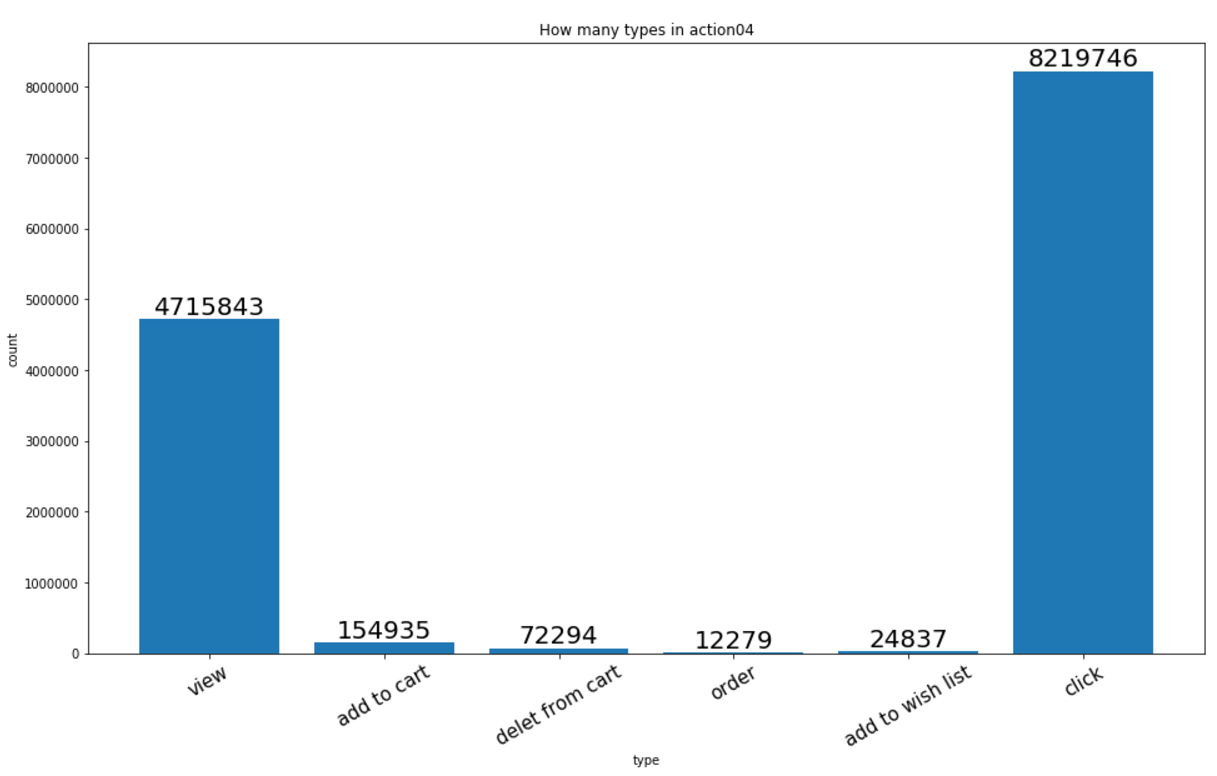 How many types in action04
8219746
8000000
7000000
6000000
5000000
4715843
4000000
count
3000000
2000000
1000000
154935
72294
12279
24837
0
view
add to cart
delet from cart
order
add to wish list
click
type